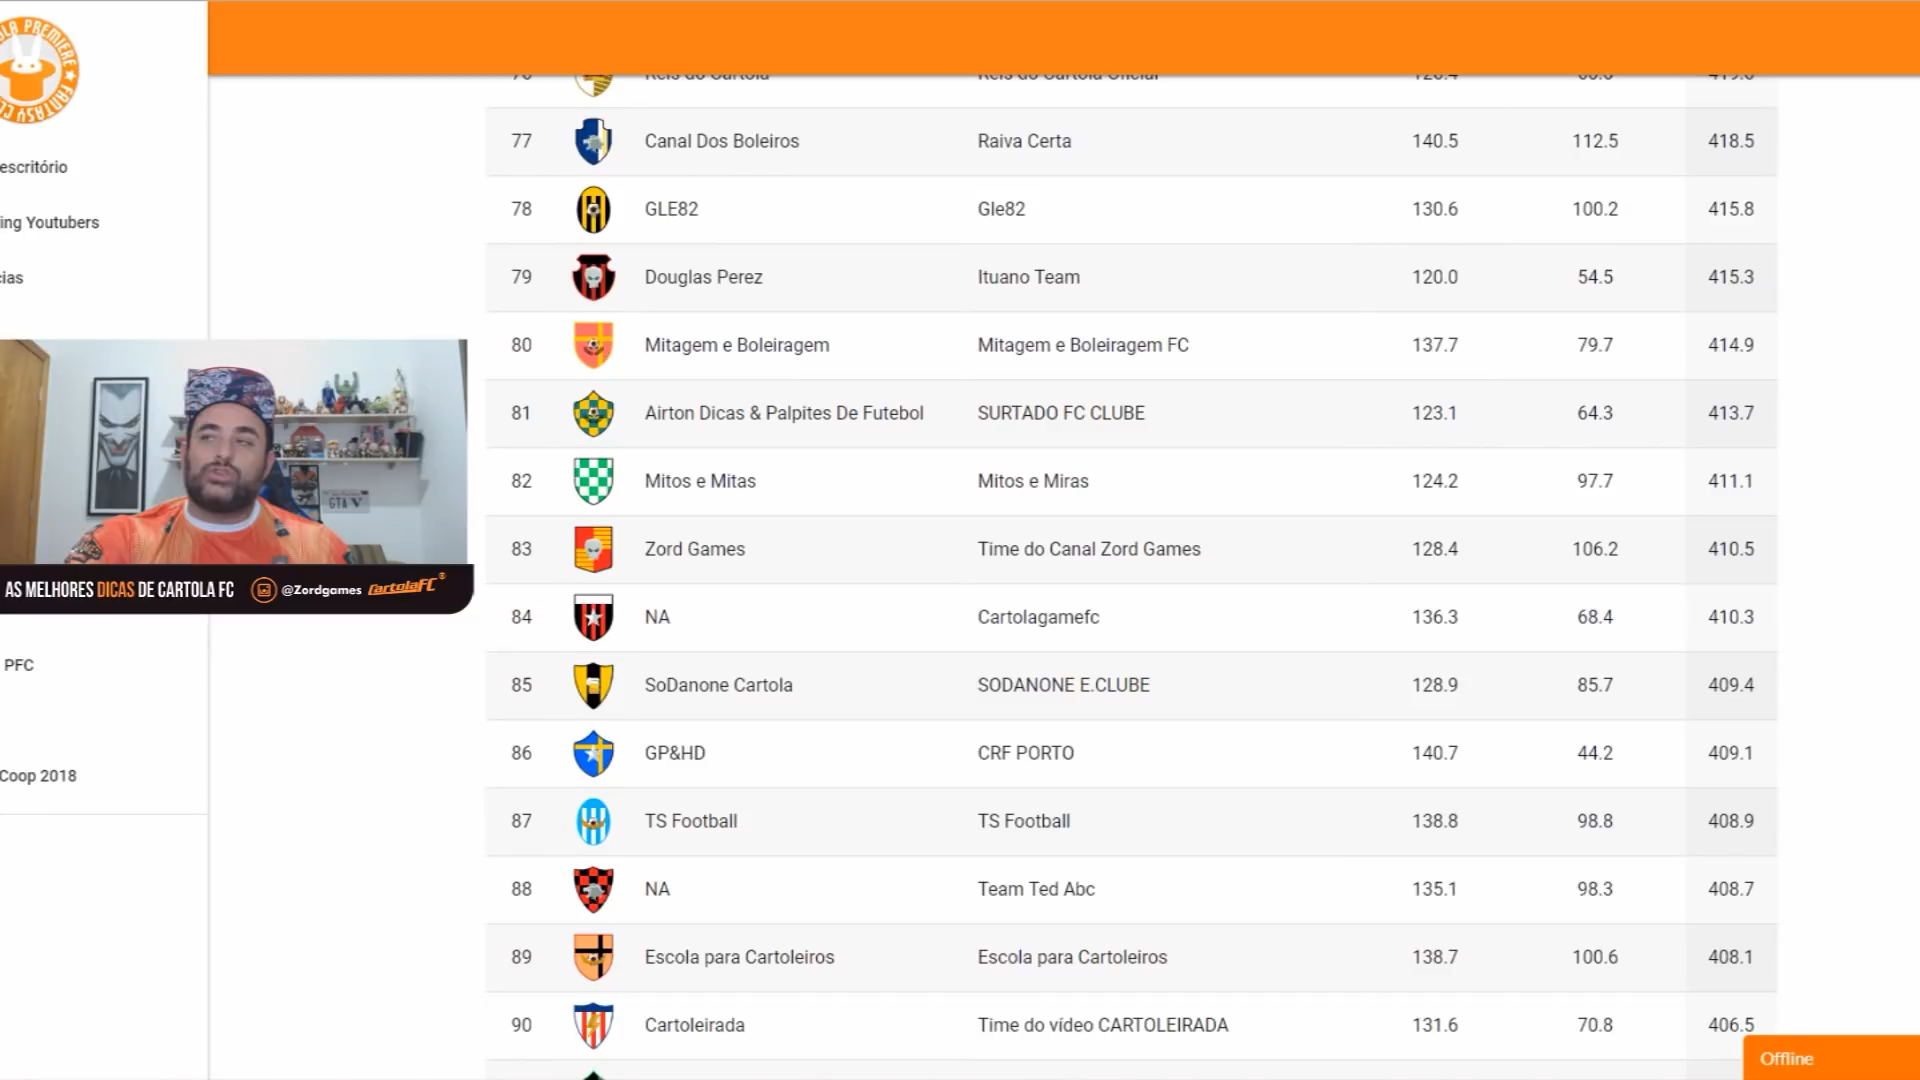 77 Canal Dos Boleiros Raiva Certa 140.5 112.5 418.5
escritório
78 GLE82 Gle82 130.6 100.2 415.8
ing Youtubers
79 Douglas Perez Ituano Team 120.0 54.5 415.3
cias
80 Mitagem e Boleiragem Mitagem e Boleiragem FC 137.7 79.7 414.9
81 Airton Dicas & Palpites De Futebol SURTADO FC CLUBE 123.1 64.3 413.7
82 Mitos e Mitas Mitos e Miras 124.2 97.7 411.1
GTA V
83 Zord Games Time do Canal Zord Games 128.4 106.2 410.5
AS MELHORES DICAS DE CARTOLA FC @Zordgames CartolaFC
84 NA Cartolagamefc 136.3 68.4 410.3
PFC
85 SoDanone Cartola SODANONE E.CLUBE 128.9 85.7 409.4
86 GP&HD CRF PORTO 140.7 44.2 409.1
Coop 2018
87 TS Football TS Football 138.8 98.8 408.9
88 NA Team Ted Abc 135.1 98.3 408.7
89 Escola para Cartoleiros Escola para Cartoleiros 138.7 100.6 408.1
90 Cartoleirada Time do vídeo CARTOLEIRADA 131.6 70.8 406.5
Offline